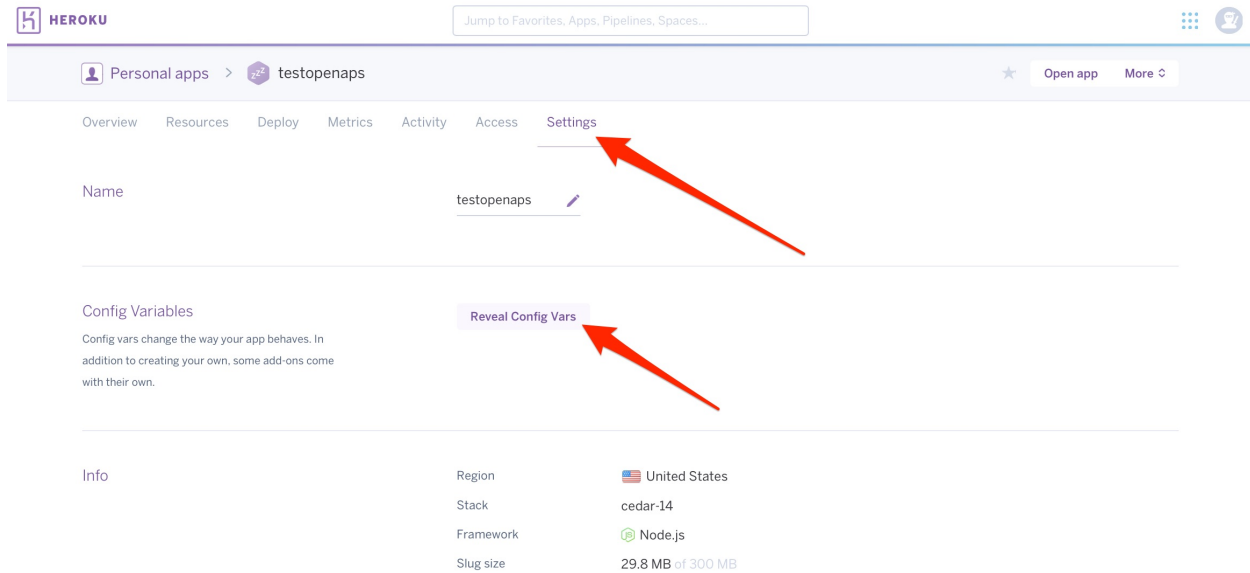 HEROKU
Jump to Favorites, Apps, Pipelines, Spaces...
Personal apps > testopenaps
Open app More
Overview Resources Deploy Metrics Activity Access Settings
Name
testopenaps
Config Variables
Reveal Config Vars
Config vars change the way your app behaves. In
addition to creating your own, some add-ons come
with their own.
Info
Region United States
Stack cedar-14
Framework Node.js
Slug size 29.8 MB of 300 MB